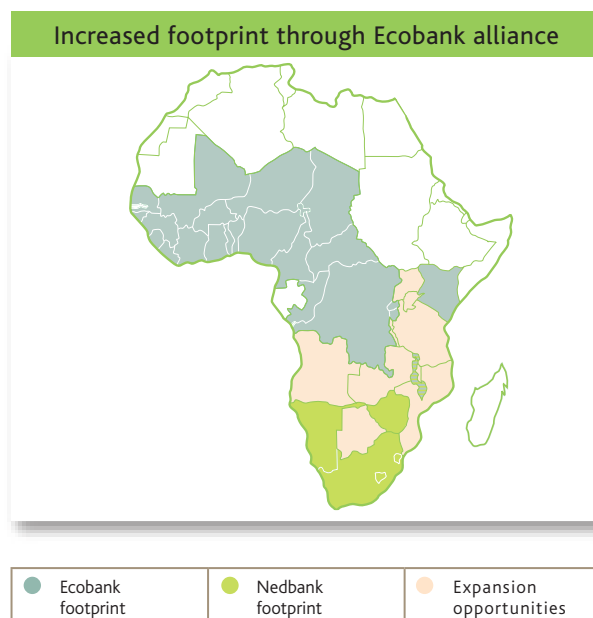 Increased footprint through Ecobank alliance
Ecobank
footprint
Nedbank
footprint
Expansion
opportunities